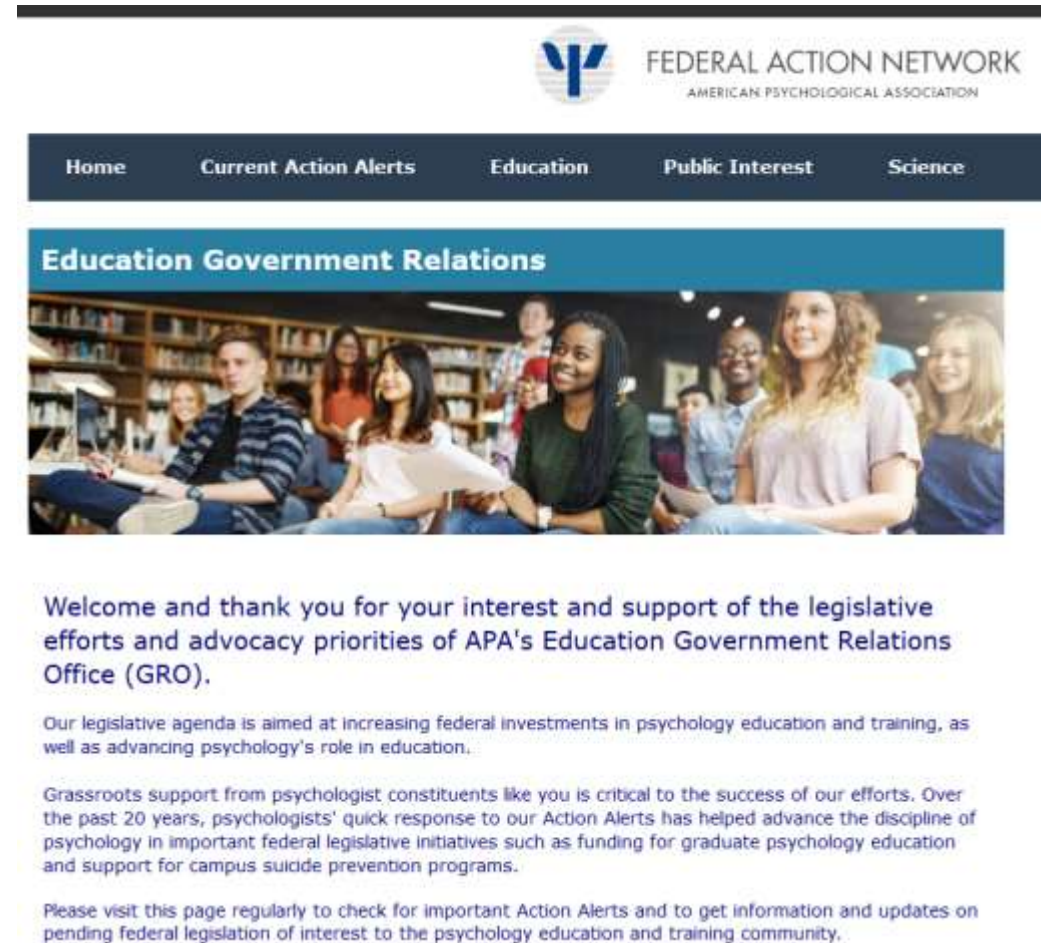 FEDERAL ACTION NETWORK
AMERICAN PSYCHOLOGICAL ASSOCIATION
Home Current Action Alerts Education Public Interest Science
Education Government Relations
Welcome and thank you for your interest and support of the legislative
efforts and advocacy priorities of APA's Education Government Relations
Office (GRO).
Our legislative agenda is aimed at increasing federal investments in psychology education and training, as
well as advancing psychology's role in education.
Grassroots support from psychologist constituents like you is critical to the success of our efforts. Over
the past 20 years, psychologists' quick response to our Action Alerts has helped advance the discipline of
psychology in important federal legislative initiatives such as funding for graduate psychology education
and support for campus suicide prevention programs.
Please visit this page regularly to check for important Action Alerts and to get information and updates on
pending federal legislation of interest to the psychology education and training community.